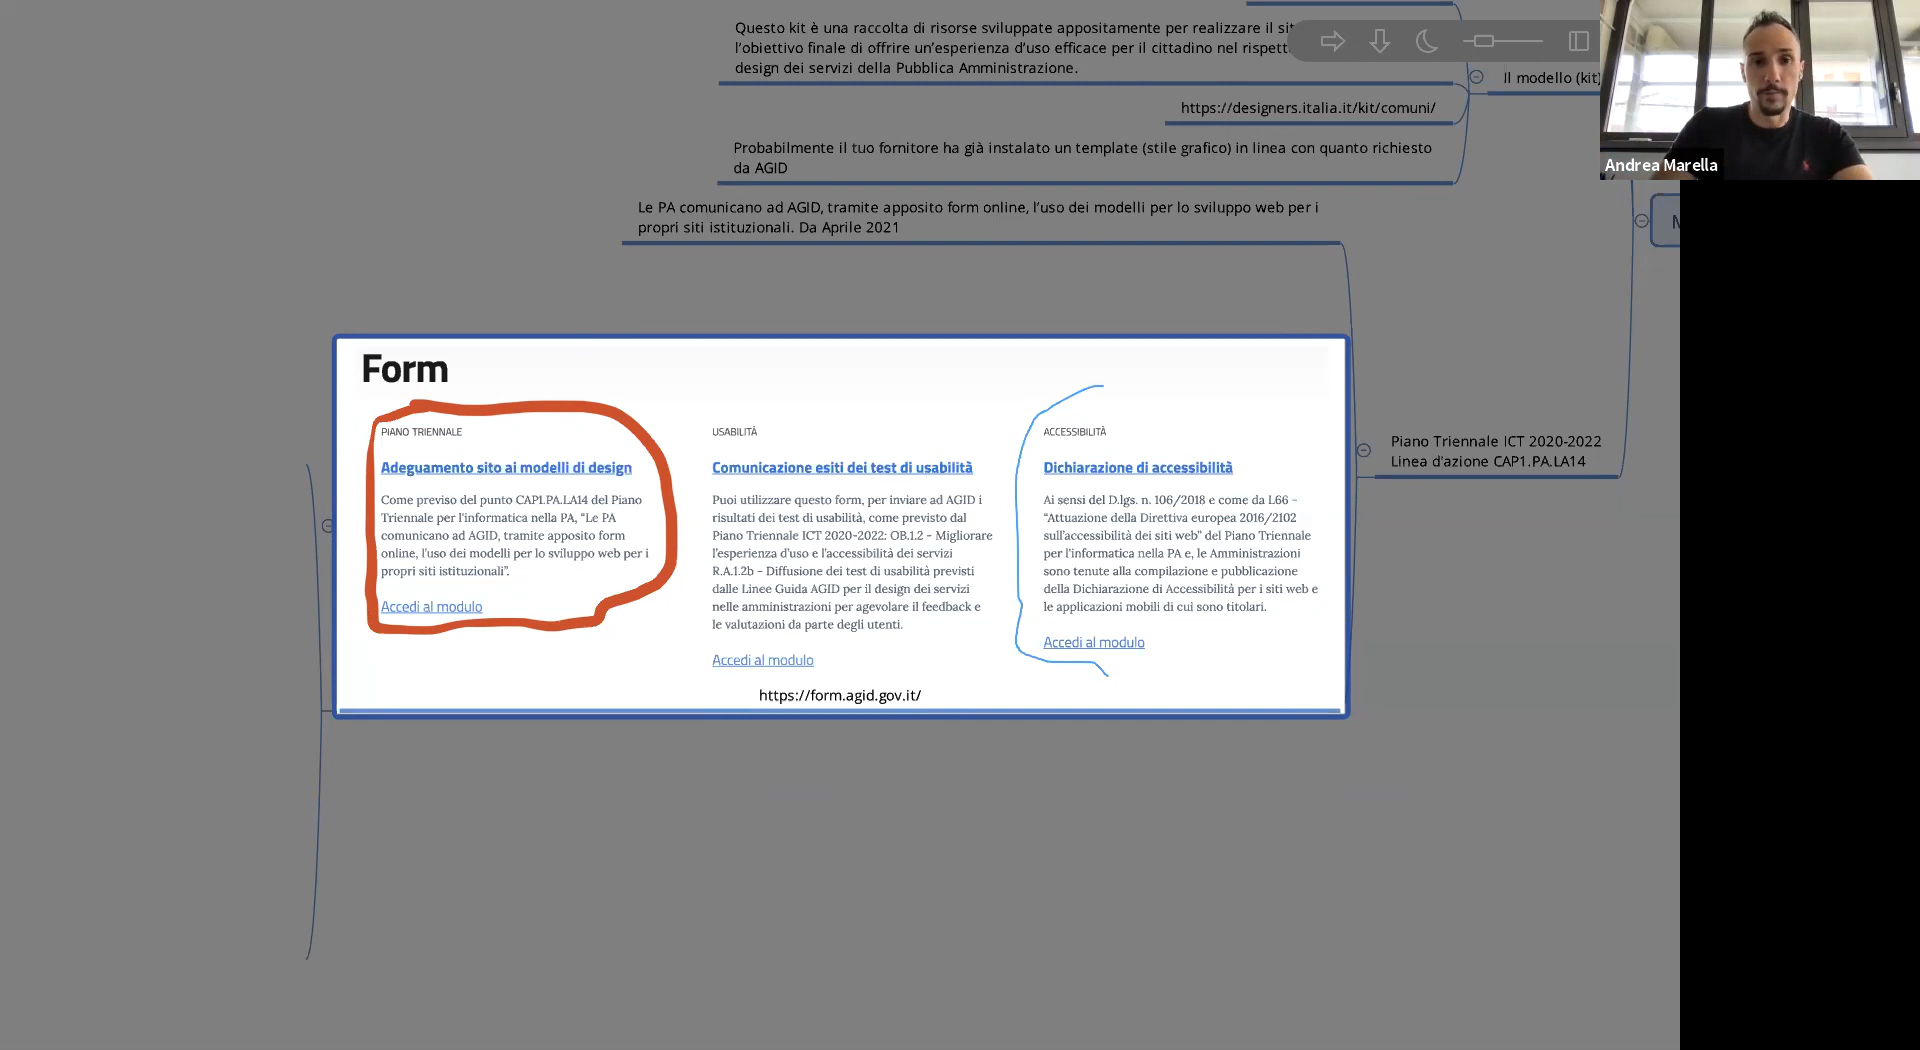 Questo kit è una raccolta di risorse sviluppate appositamente per realizzare il sit
l'obiettivo finale di offrire un'esperienza d'uso efficace per il cittadino nel rispett
design dei servizi della Pubblica Amministrazione.
Il modello (kit)
https://designers.italia.it/kit/comuni/
Probabilmente il tuo fornitore ha già instalato un template (stile grafico) in linea con quanto richiesto
da AGID
Andrea Marella
Le PA comunicano ad AGID, tramite apposito form online, l'uso dei modelli per lo sviluppo web per i
propri siti istituzionali. Da Aprile 2021
Form
PIANO TRIENNALE
Adeguamento sito ai modelli di design
Come previso del punto CAP1.PA.LA14 del Piano
Triennale per l'informatica nella PA, "Le PA
comunicano ad AGID, tramite apposito form
online, l'uso dei modelli per lo sviluppo web per i
propri siti istituzionali".
Accedi al modulo
USABILITÀ
Comunicazione esiti dei test di usabilità
Puoi utilizzare questo form, per inviare ad AGID i
risultati dei test di usabilità, come previsto dal
Piano Triennale ICT 2020-2022: OB.1.2 - Migliorare
l'esperienza d'uso e l'accessibilità dei servizi
R.A.1.2b - Diffusione dei test di usabilità previsti
dalle Linee Guida AGID per il design dei servizi
nelle amministrazioni per agevolare il feedback e
le valutazioni da parte degli utenti.
Accedi al modulo
ACCESSIBILITÀ
Dichiarazione di accessibilità
Ai sensi del D.lgs. n. 106/2018 e come da L66 -
"Attuazione della Direttiva europea 2016/2102
sull'accessibilità dei siti web" del Piano Triennale
per l'informatica nella PA e, le Amministrazioni
sono tenute alla compilazione e pubblicazione
della Dichiarazione di Accessibilità per i siti web e
le applicazioni mobili di cui sono titolari.
Accedi al modulo
https://form.agid.gov.it/
Piano Triennale ICT 2020-2022
Linea d'azione CAP1.PA.LA14